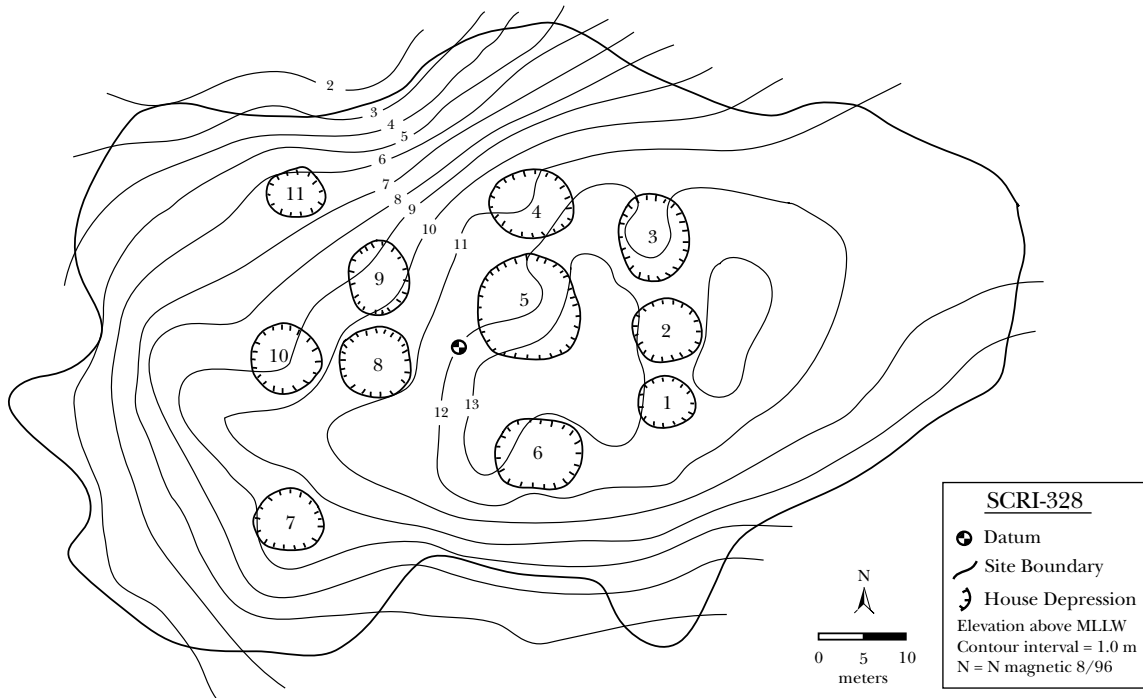 2
3
4
5
6
7
8
9
10
11
12
13
11
4
3
9
5
2
10
8
1
6
7
N
0 5 10
meters
SCRI-328
Datum
Site Boundary
House Depression
Elevation above MLLW
Contour interval = 1.0 m
N = N magnetic 8/96